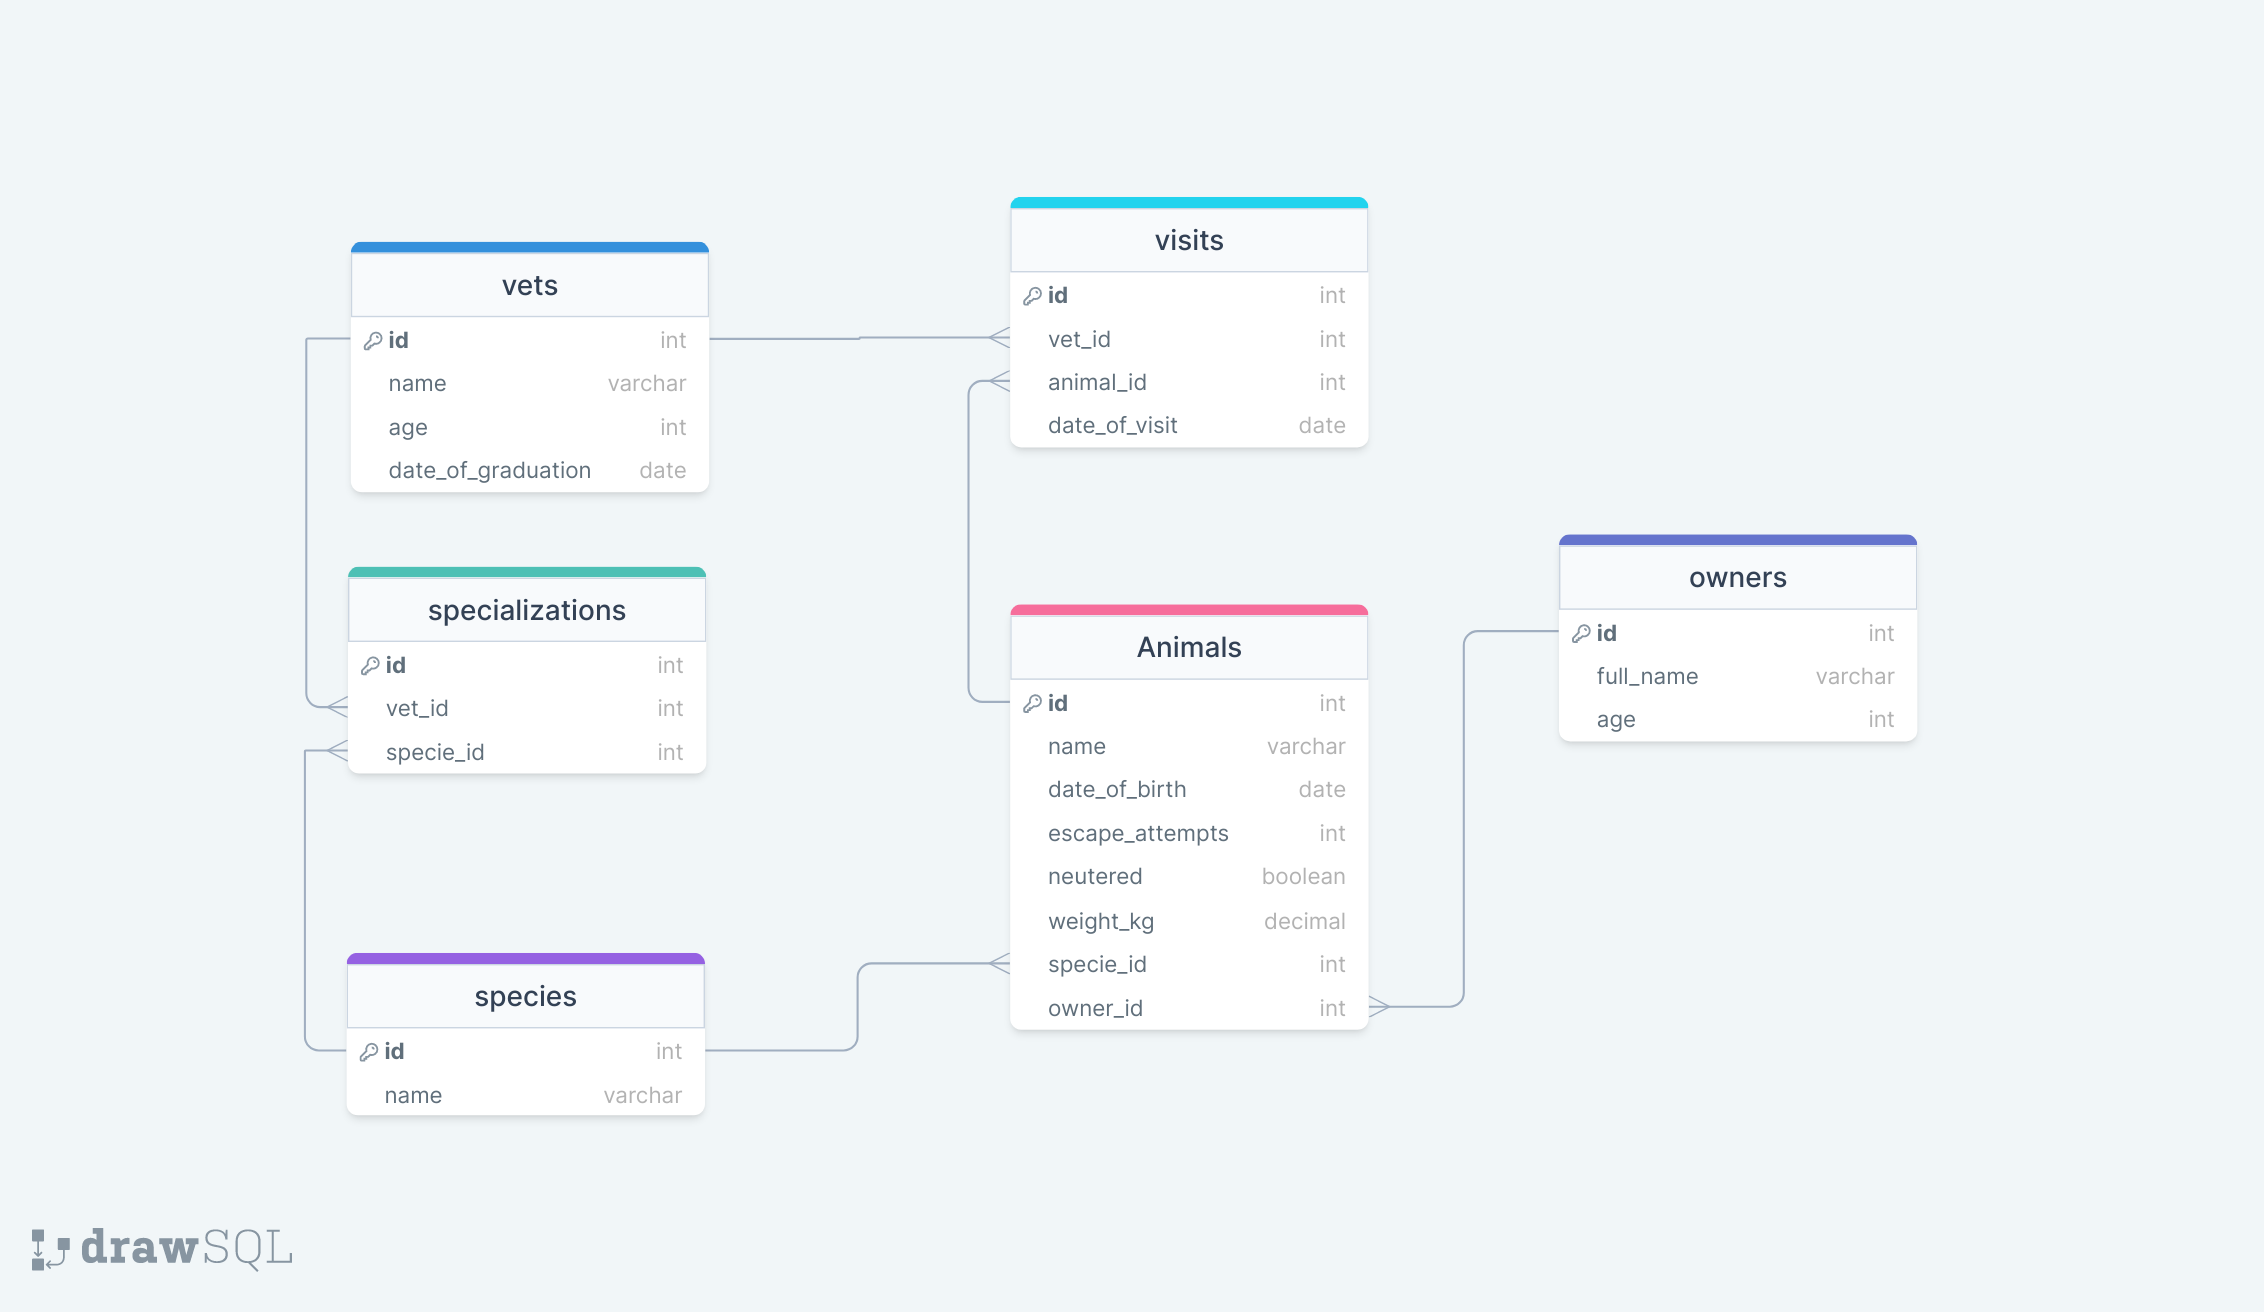 vets
id int
name varchar
age int
date_of_graduation date
visits
id int
vet_id int
animal_id int
date_of_visit date
specializations
id int
vet_id int
specie_id int
Animals
id int
name varchar
date_of_birth date
escape_attempts int
neutered boolean
weight_kg decimal
specie_id int
owner_id int
owners
id int
full_name varchar
age int
species
id int
name varchar
drawSQL